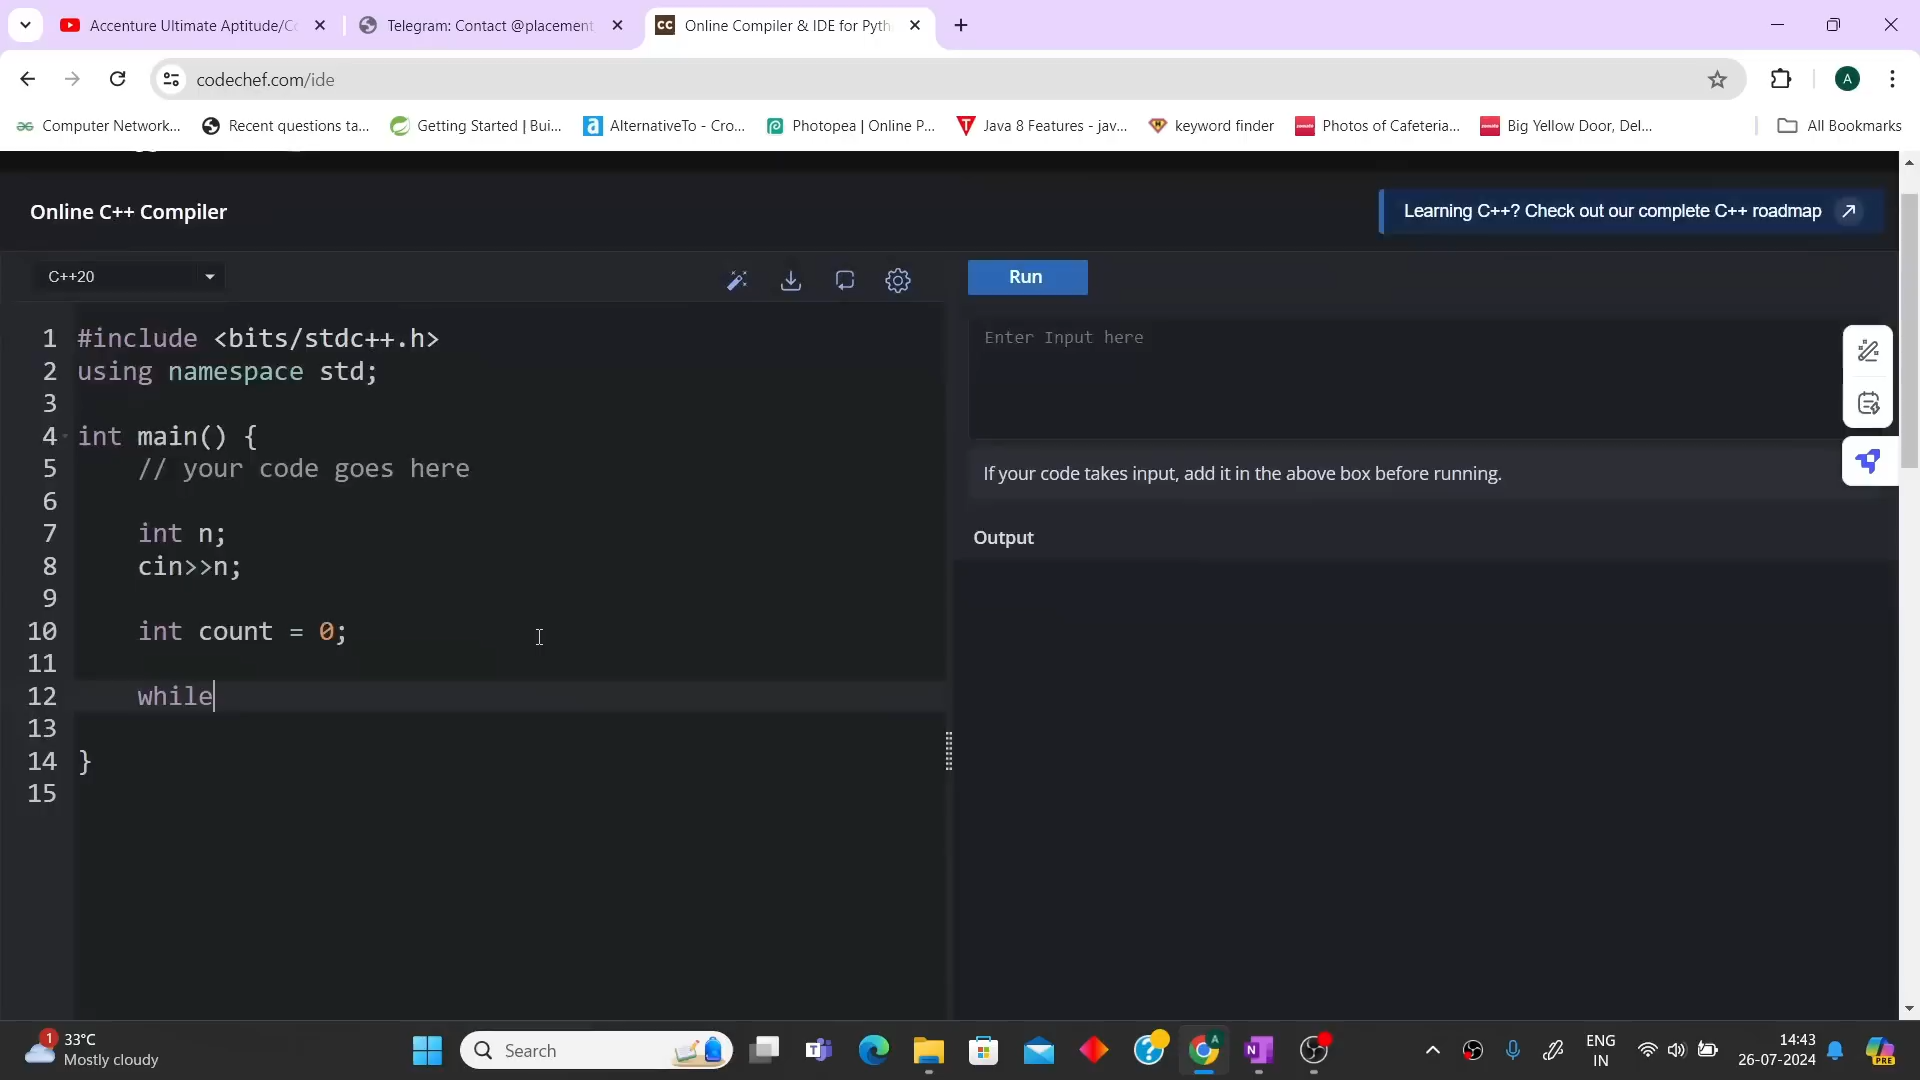 Accenture Ultimate Aptitude/Co
Telegram: Contact @placement
CC Online Compiler & IDE for Pyth
codechef.com/ide
A
Computer Network...
Recent questions ta...
Getting Started | Bui...
AlternativeTo - Cro...
Photopea | Online P...
Java 8 Features - jav...
keyword finder
Photos of Cafeteria...
Big Yellow Door, Del...
All Bookmarks
Online C++ Compiler
Learning C++? Check out our complete C++ roadmap
C++20
Run
1 #include <bits/stdc++.h>
2 using namespace std;
3
4 int main() {
5 // your code goes here
6
7 int n;
8 cin>>n;
9
10 int count = 0;
11
12 while
13
14 }
15
Enter Input here
If your code takes input, add it in the above box before running.
Output
1
33°C
Mostly cloudy
Search
ENG
IN
14:43
26-07-2024
PRE